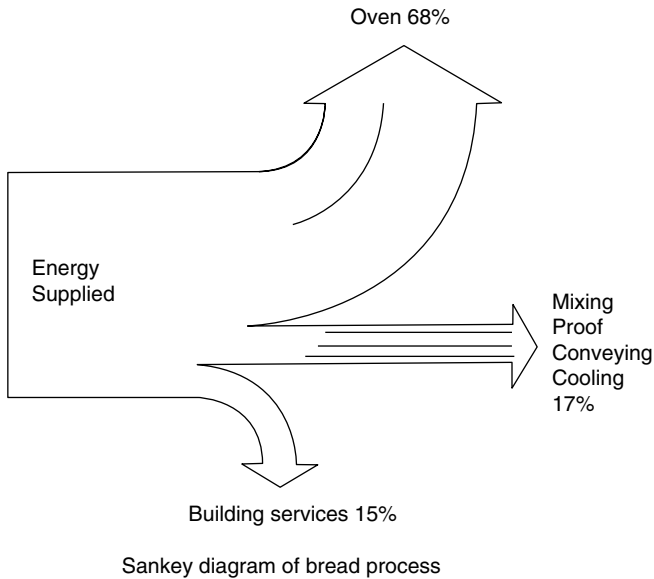 Oven 68%
Energy
Supplied
Mixing
Proof
Conveying
Cooling
17%
Building services 15%
Sankey diagram of bread process